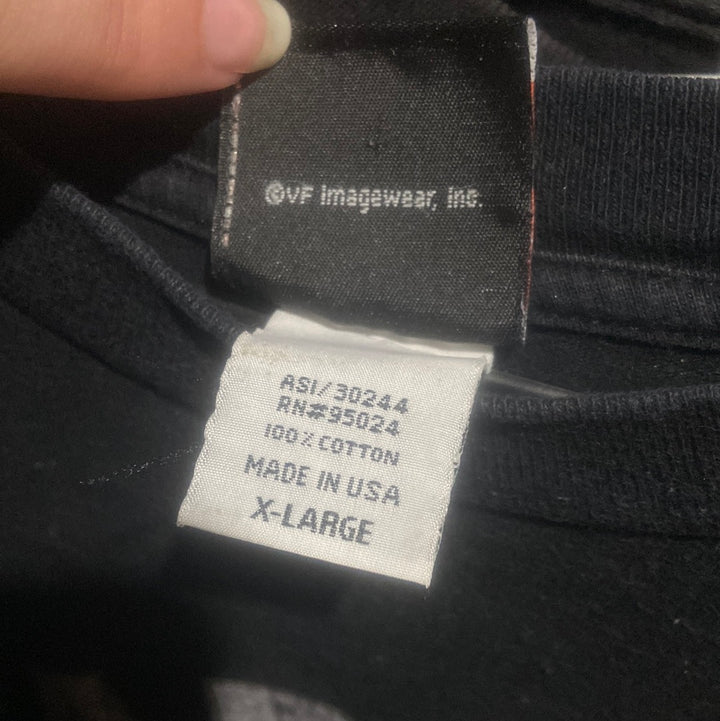 ©VF Imagewear, Inc.
ASI/30244
RN#95024
100% COTTON
MADE IN USA
X-LARGE